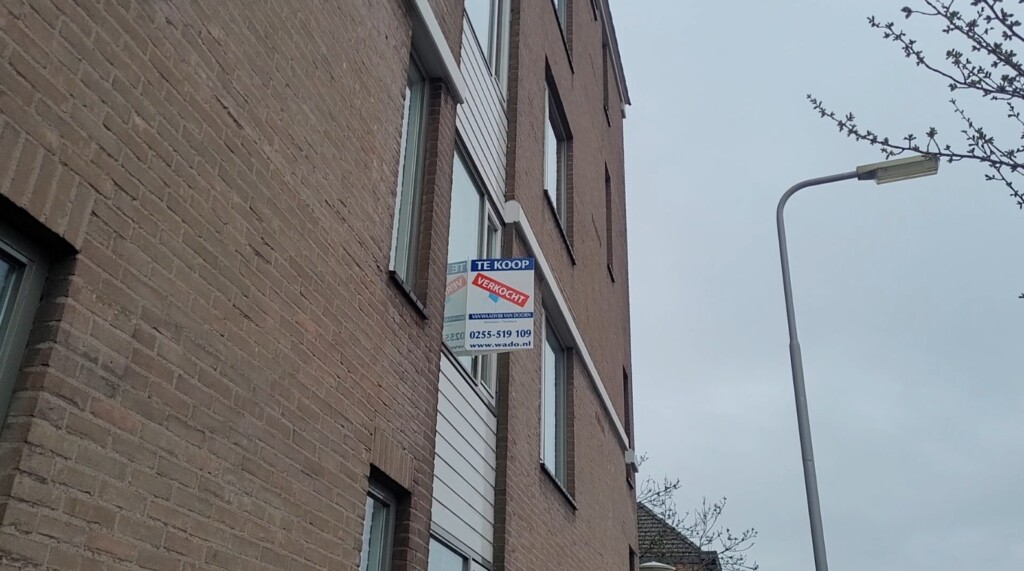 TE KOOP
VERKOCHT
0255-519 109
www.wado.nl